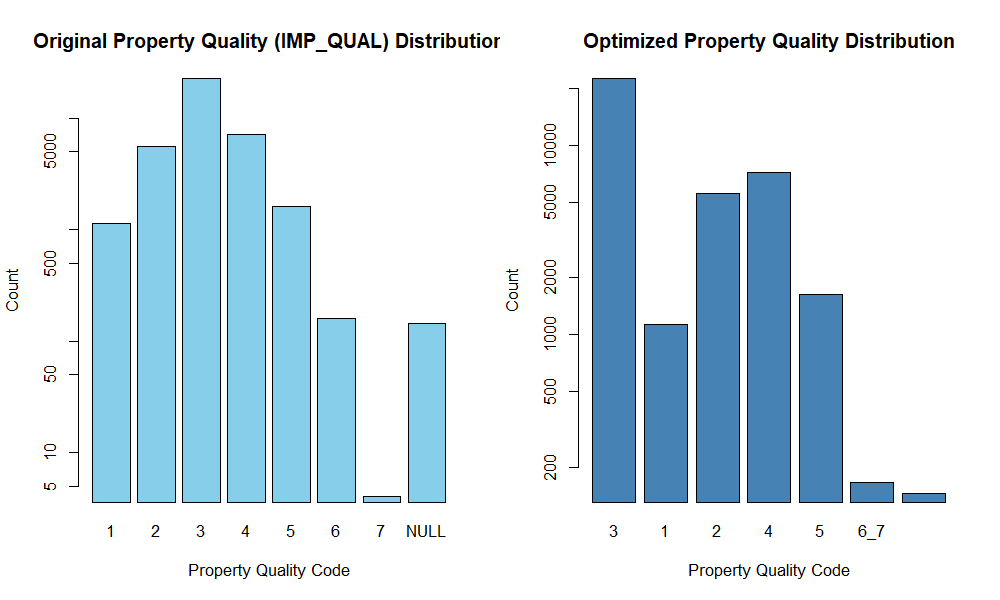 Original Property Quality (IMP_QUAL) Distribution
Count
5000
500
50
10
5
1 2 3 4 5 6 7 NULL
Property Quality Code
Optimized Property Quality Distribution
Count
10000
5000
2000
1000
500
200
3 1 2 4 5 6_7
Property Quality Code